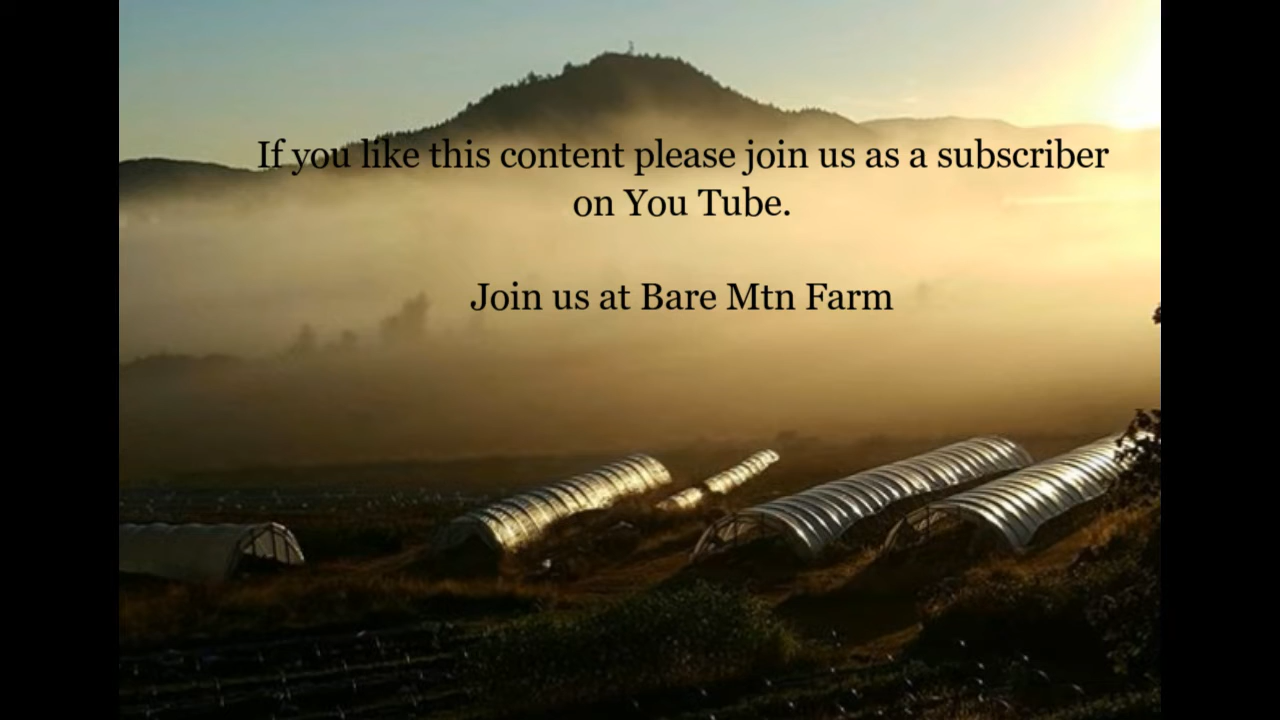 If you like this content please join us as a subscriber
on You Tube.
Join us at Bare Mtn Farm